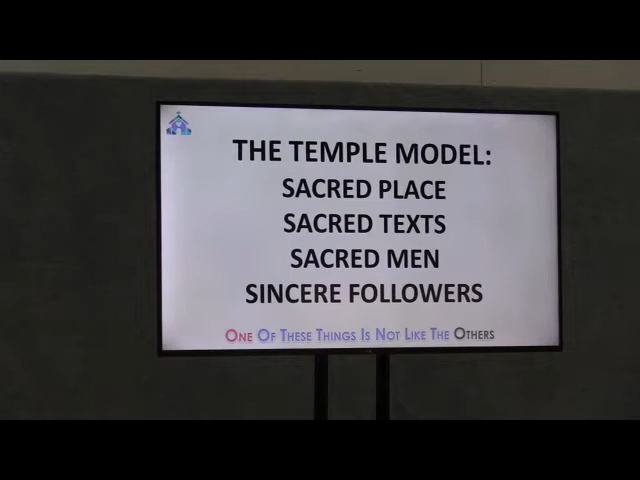 THE TEMPLE MODEL:
SACRED PLACE
SACRED TEXTS
SACRED MEN
SINCERE FOLLOWERS
One Of These Things Is Not Like The Others